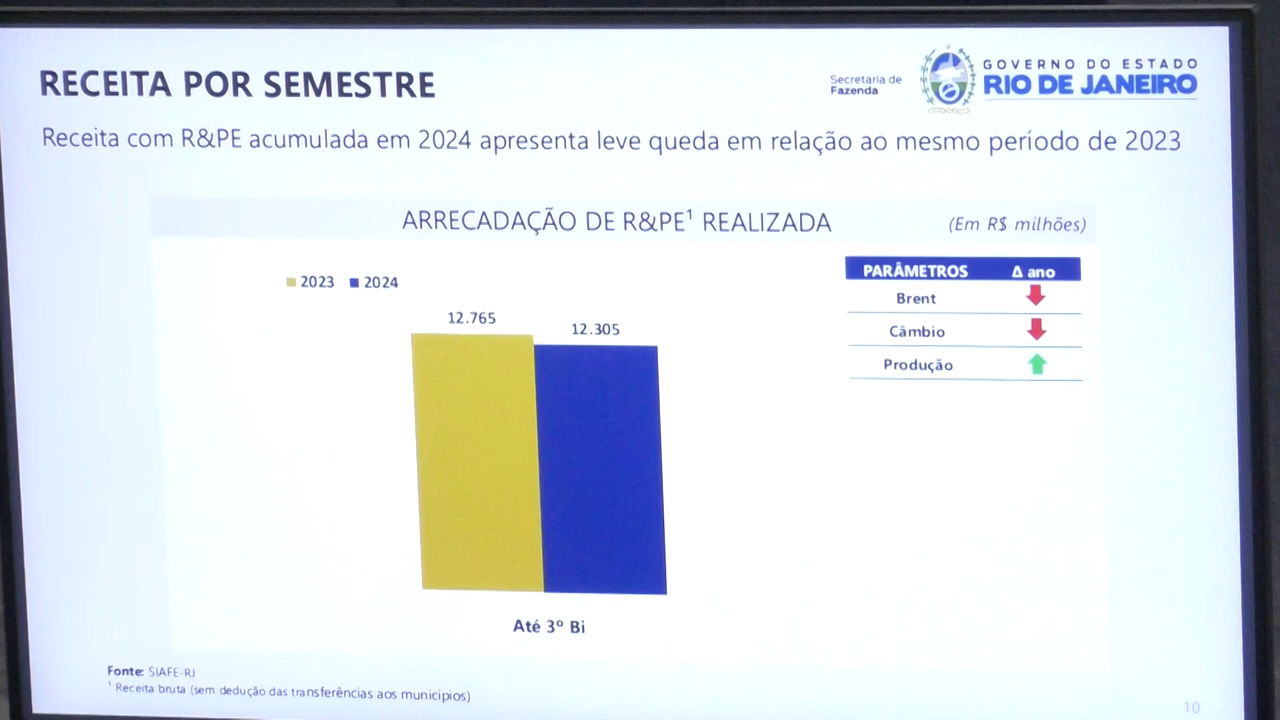 RECEITA POR SEMESTRE
Secretaria de
Fazenda
GOVERNO DO ESTADO
RIO DE JANEIRO
Receita com R&PE acumulada em 2024 apresenta leve queda em relação ao mesmo período de 2023
ARRECADAÇÃO DE R&PE¹ REALIZADA
(Em R$ milhões)
2023 2024
12.765
12.305
PARÂMETROS Δ ano
Brent
Câmbio
Produção
Até 3º Bi
Fonte: SIAFE-RJ
¹ Receita bruta (sem dedução das transferências aos municípios)
10